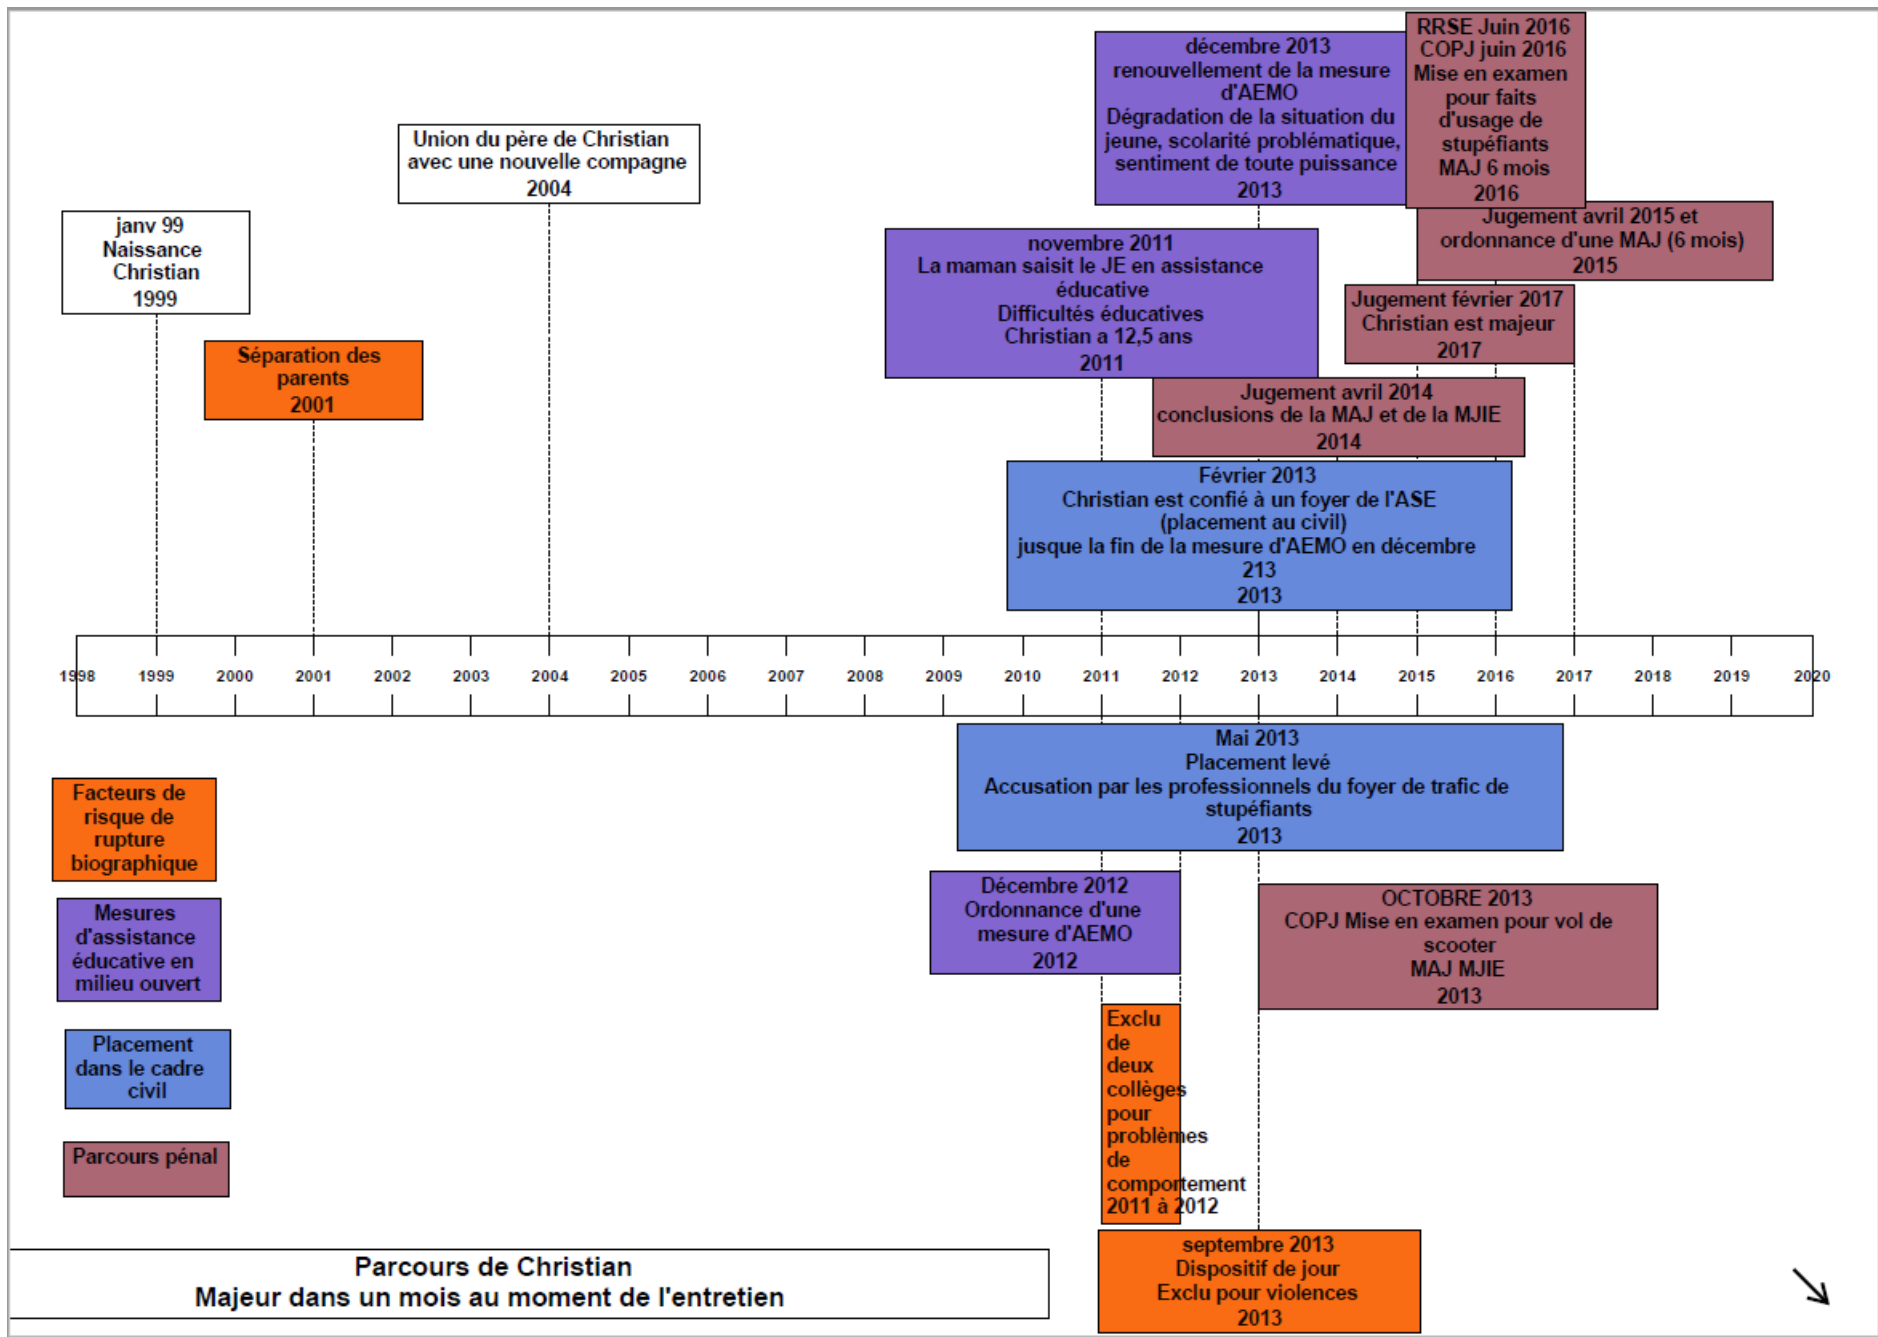 décembre 2013
renouvellement de la mesure
d'AEMO
Dégradation de la situation du
jeune, scolarité problématique,
sentiment de toute puissance
2013
RRSE Juin 2016
COPJ juin 2016
Mise en examen
pour faits
d'usage de
stupéfiants
MAJ 6 mois
2016
Union du père de Christian
avec une nouvelle compagne
2004
janv 99
Naissance
Christian
1999
Jugement avril 2015 et
ordonnance d'une MAJ (6 mois)
2015
novembre 2011
La maman saisit le JE en assistance
éducative
Difficultés éducatives
Christian a 12,5 ans
2011
Jugement février 2017
Christian est majeur
2017
Séparation des
parents
2001
Jugement avril 2014
conclusions de la MAJ et de la MJIE
2014
Février 2013
Christian est confié à un foyer de l'ASE
(placement au civil)
jusque la fin de la mesure d'AEMO en décembre
213
2013
1998 1999 2000 2001 2002 2003 2004 2005 2006 2007 2008 2009 2010 2011 2012 2013 2014 2015 2016 2017 2018 2019 2020
Mai 2013
Placement levé
Accusation par les professionnels du foyer de trafic de
stupéfiants
2013
Facteurs de
risque de
rupture
biographique
Décembre 2012
Ordonnance d'une
mesure d'AEMO
2012
OCTOBRE 2013
COPJ Mise en examen pour vol de
scooter
MAJ MJIE
2013
Mesures
d'assistance
éducative en
milieu ouvert
Exclu
de
deux
collèges
pour
problèmes
de
comportement
2011 à 2012
Placement
dans le cadre
civil
Parcours pénal
septembre 2013
Dispositif de jour
Exclu pour violences
2013
Parcours de Christian
Majeur dans un mois au moment de l'entretien